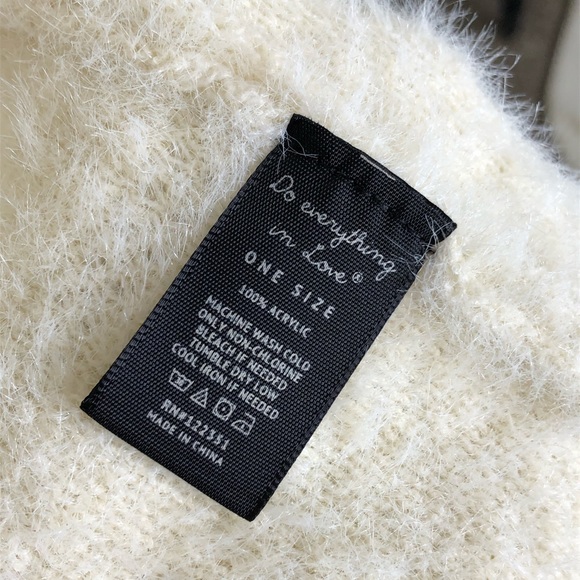 Do everything
in Love®
ONE SIZE
100% ACRYLIC
MACHINE WASH COLD
ONLY NON-CHLORINE
BLEACH IF NEEDED
TUMBLE DRY LOW
COOL IRON IF NEEDED
RN#122351
MADE IN CHINA